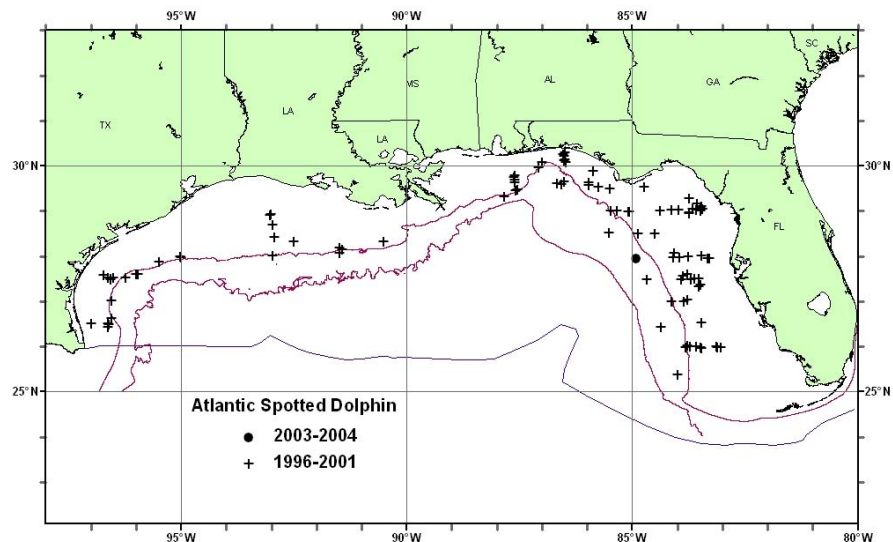 95°W 90°W 85°W 80°W
SC
MS AL GA
LA
TX
LA
30°N 30°N
FL
25°N 25°N
Atlantic Spotted Dolphin
2003-2004
1996-2001
95°W 90°W 85°W 80°W